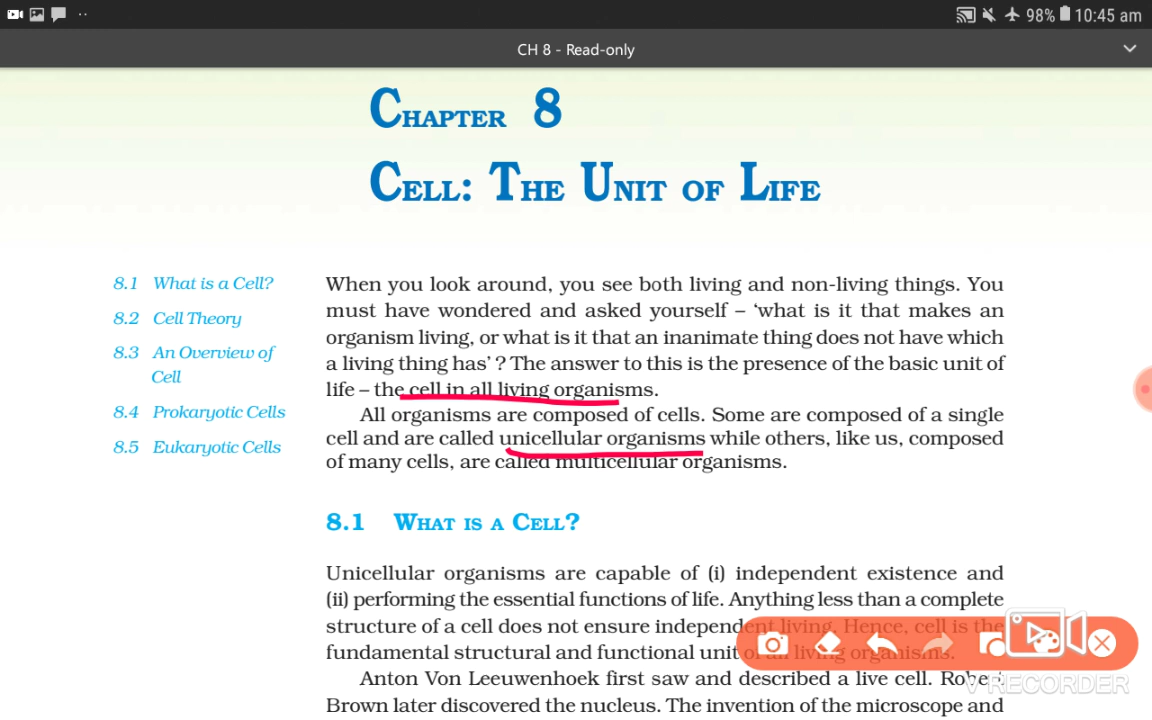 98% 10:45 am
CH 8 - Read-only
CHAPTER 8
CELL: THE UNIT OF LIFE
8.1 What is a Cell?
8.2 Cell Theory
8.3 An Overview of
Cell
8.4 Prokaryotic Cells
8.5 Eukaryotic Cells
When you look around, you see both living and non-living things. You
must have wondered and asked yourself – ‘what is it that makes an
organism living, or what is it that an inanimate thing does not have which
a living thing has’ ? The answer to this is the presence of the basic unit of
life – the cell in all living organisms.
All organisms are composed of cells. Some are composed of a single
cell and are called unicellular organisms while others, like us, composed
of many cells, are called multicellular organisms.
8.1 WHAT IS A CELL?
Unicellular organisms are capable of (i) independent existence and
(ii) performing the essential functions of life. Anything less than a complete
structure of a cell does not ensure independent living. Hence, cell is the
fundamental structural and functional unit of all living organisms.
Anton Von Leeuwenhoek first saw and described a live cell. Robert
Brown later discovered the nucleus. The invention of the microscope and
V RECORDER